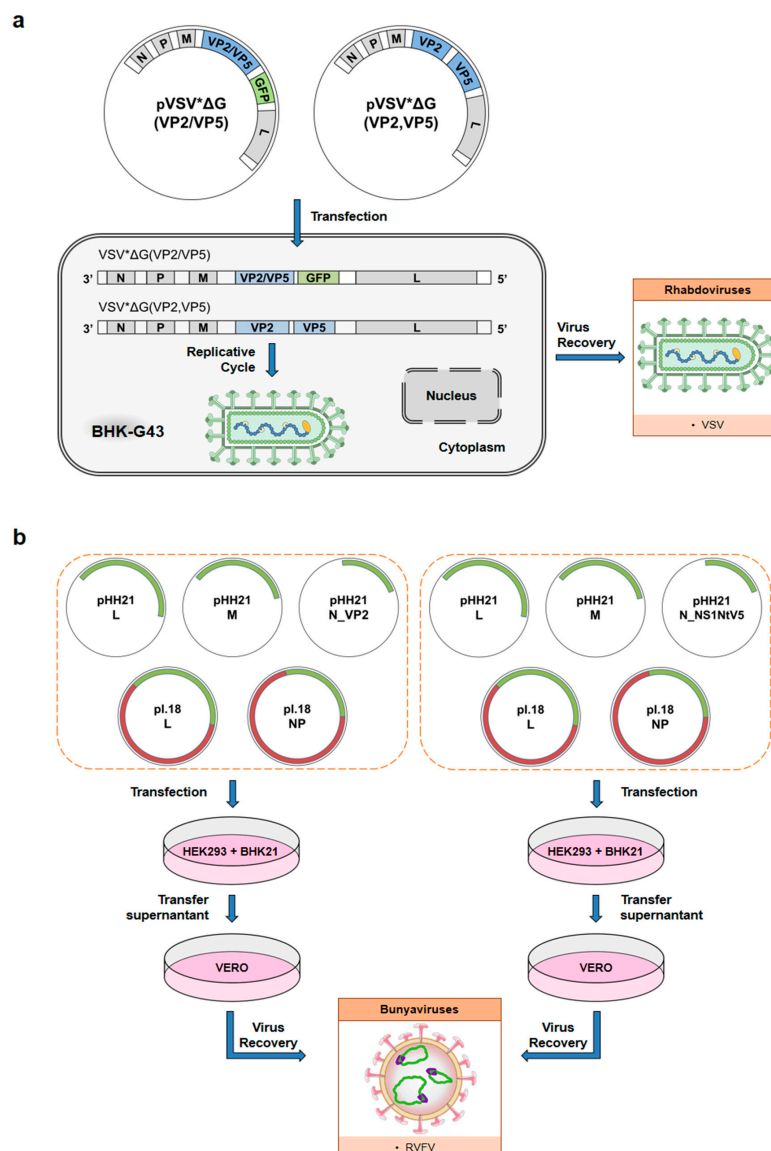 a
N P M VP2/VP5 GFP L
pVSV*ΔG
(VP2/VP5)
N P M VP2 VP5 L
pVSV*ΔG
(VP2,VP5)
Transfection
VSV*ΔG(VP2/VP5)
3' N P M VP2/VP5 GFP L 5'
VSV*ΔG(VP2,VP5)
3' N P M VP2 VP5 L 5'
Replicative
Cycle
BHK-G43
Nucleus
Cytoplasm
Virus
Recovery
Rhabdoviruses
• VSV
b
pHH21
L
pHH21
M
pHH21
N_VP2
pI.18
L
pI.18
NP
pHH21
L
pHH21
M
pHH21
N_NS1NtV5
pI.18
L
pI.18
NP
Transfection
Transfection
HEK293 + BHK21
HEK293 + BHK21
Transfer
supernantant
Transfer
supernantant
VERO
VERO
Virus
Recovery
Bunyaviruses
• RVFV
Virus
Recovery